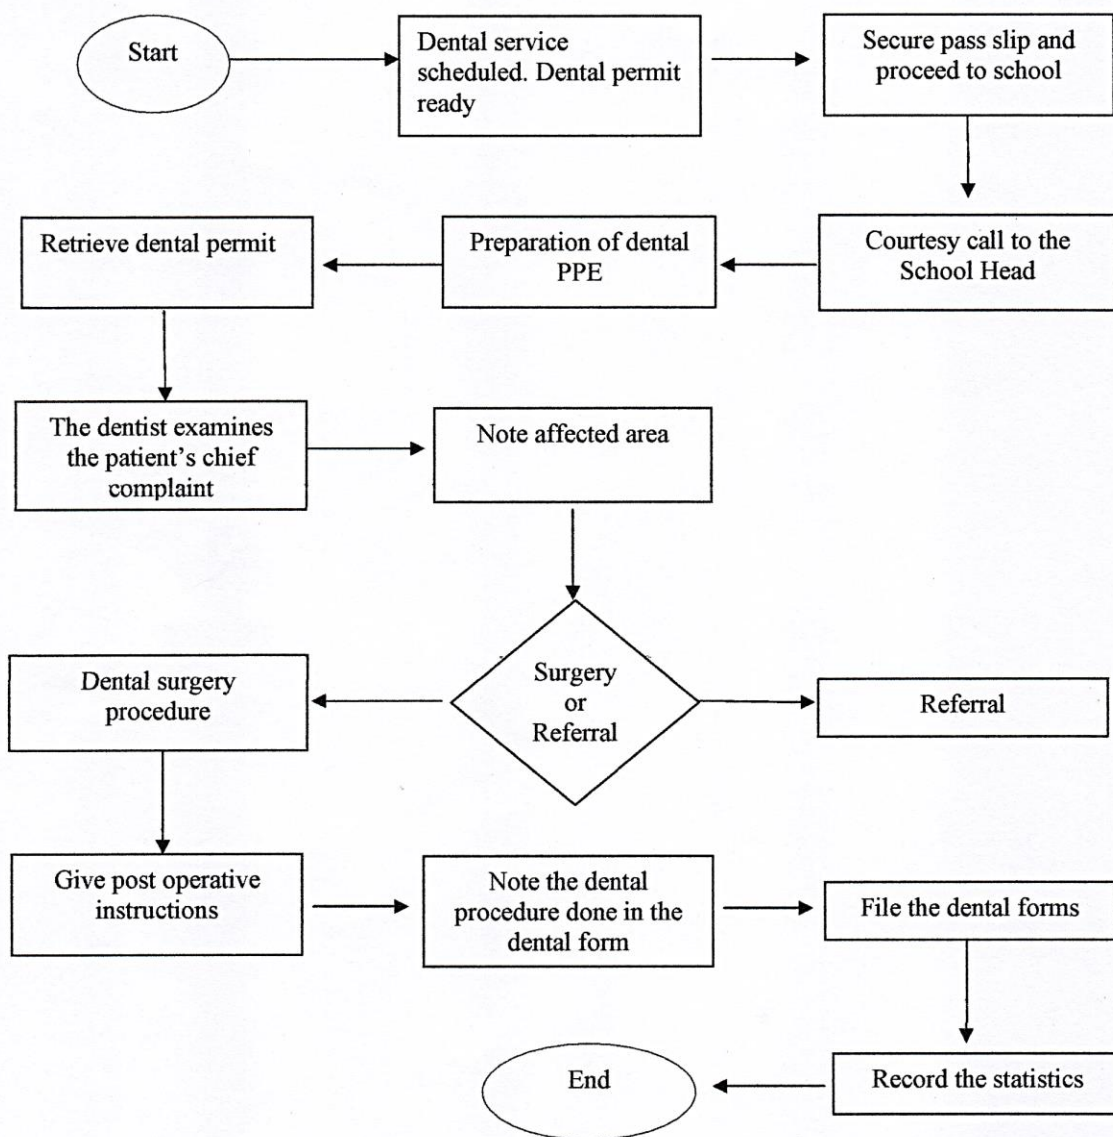 Start
Dental service
scheduled. Dental permit
ready
Secure pass slip and
proceed to school
Courtesy call to the
School Head
Preparation of dental
PPE
Retrieve dental permit
The dentist examines
the patient's chief
complaint
Note affected area
Surgery
or
Referral
Dental surgery
procedure
Referral
Give post operative
instructions
Note the dental
procedure done in the
dental form
File the dental forms
Record the statistics
End